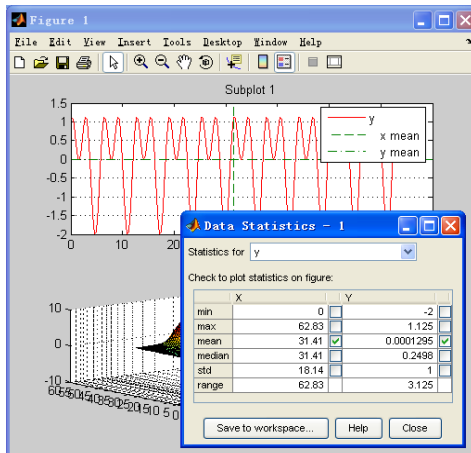 Figure 1
File Edit View Insert Tools Desktop Window Help
Subplot 1
1.5
1
0.5
0
-0.5
-1
-1.5
-2
0 10 20
y
x mean
y mean
10
0
-10
Data Statistics - 1
Statistics for y
Check to plot statistics on figure:
X Y
min 0 -2
max 62.83 1.125
mean 31.41 0.0001295
median 31.41 0.2498
std 18.14 1
range 62.83 3.125
Save to workspace... Help Close